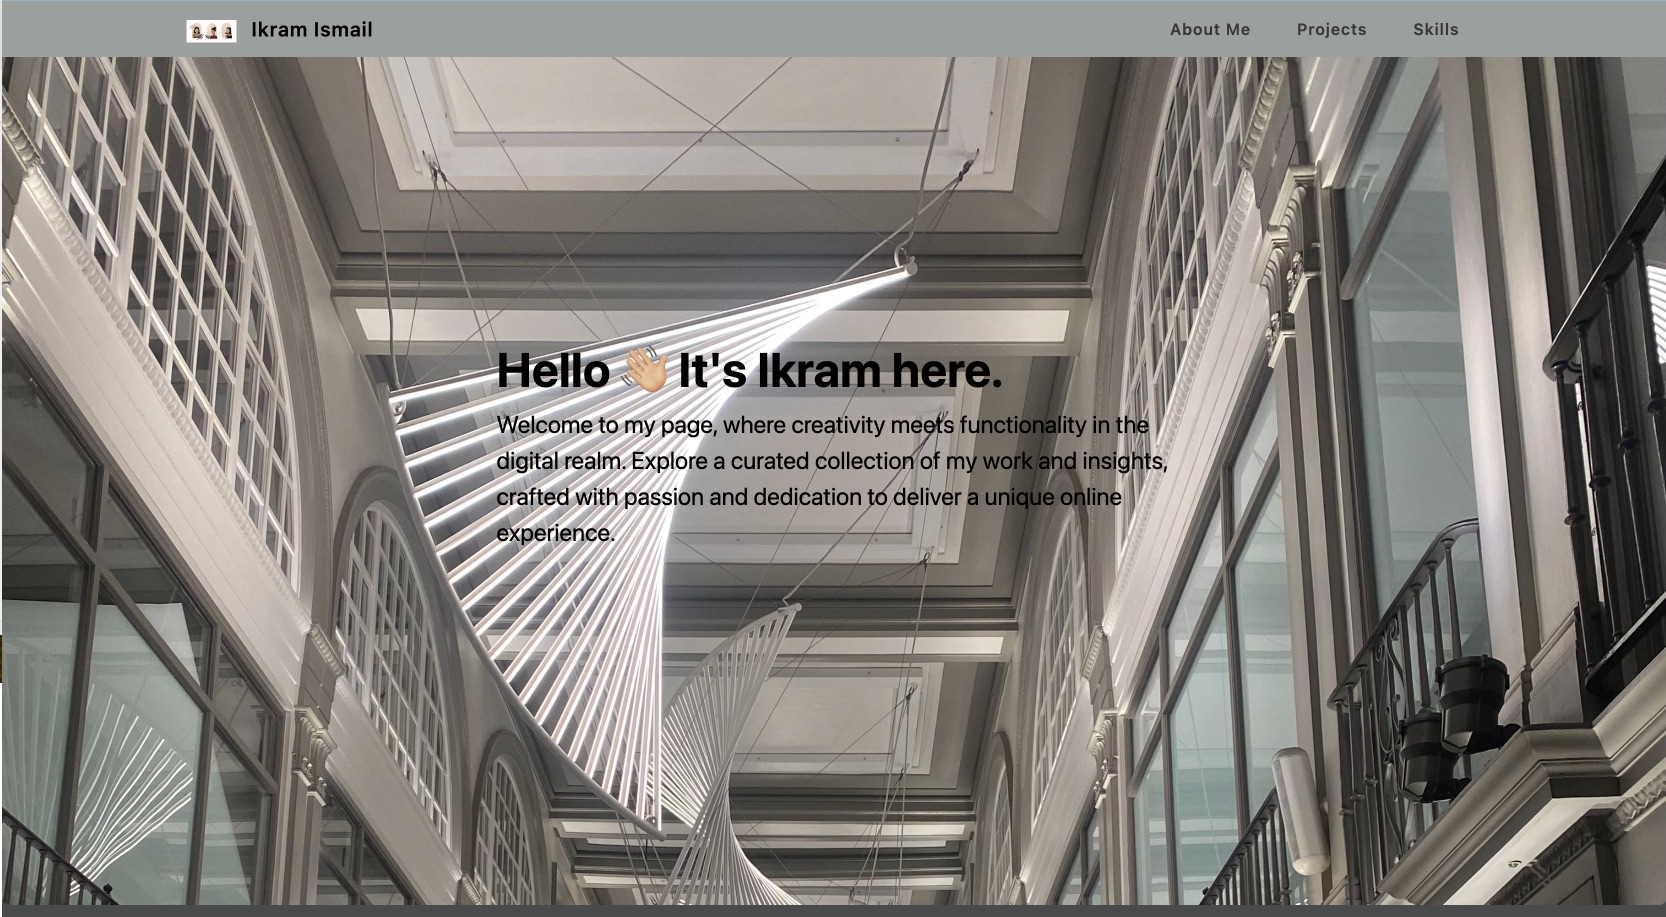 Ikram Ismail
About Me
Projects
Skills
Hello 👋🏼 It's Ikram here.
Welcome to my page, where creativity meets functionality in the
digital realm. Explore a curated collection of my work and insights,
crafted with passion and dedication to deliver a unique online
experience.